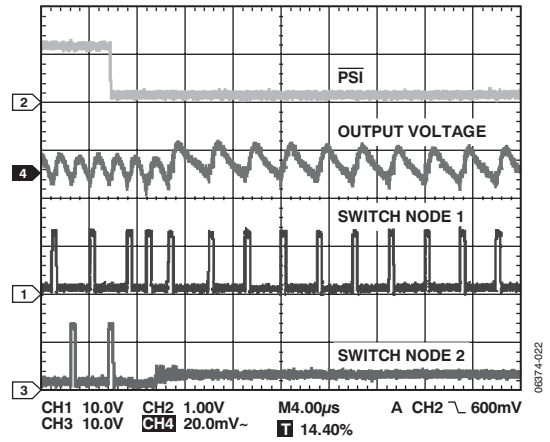 PSI
2
OUTPUT VOLTAGE
4
SWITCH NODE 1
1
SWITCH NODE 2
3
06374-022
CH1 10.0V CH2 1.00V M4.00µs A CH2 ㄟ 600mV
CH3 10.0V CH4 20.0mV~ T 14.40%